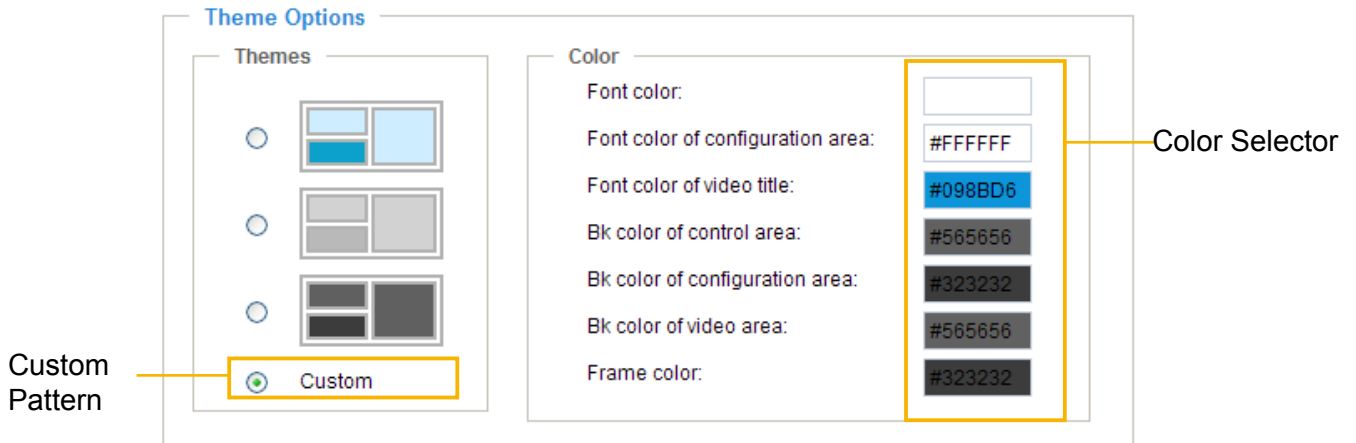 Theme Options
Themes
Color
Font color:
Font color of configuration area: #FFFFFF
Font color of video title: #098BD6
Bk color of control area: #565656
Bk color of configuration area: #323232
Bk color of video area: #565656
Frame color: #323232
Custom
Custom
Pattern
Color Selector